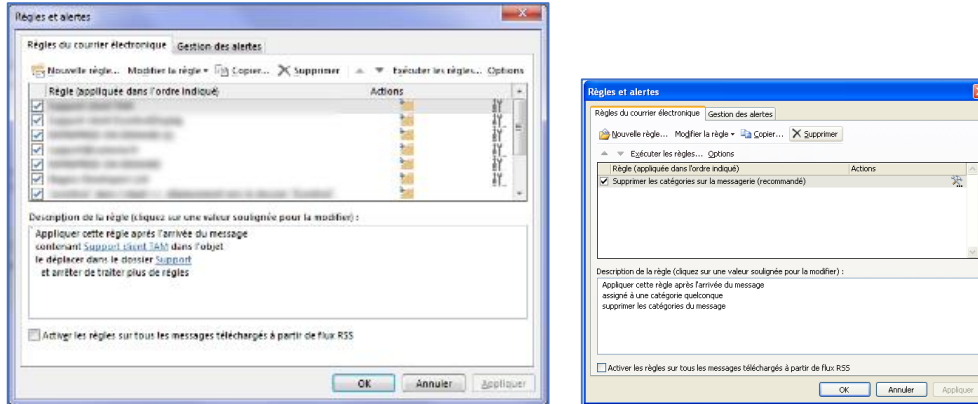 Règles et alertes
Règles du courrier électronique Gestion des alertes
Nouvelle règle... Modifier la règle Copier... Supprimer Exécuter les règles... Options
Règle (appliquée dans l'ordre indiqué) Actions
Description de la règle (cliquez sur une valeur soulignée pour la modifier) :
Appliquer cette règle après l'arrivée du message
contenant Support client TAM dans l'objet
le déplacer dans le dossier Support
et arrêter de traiter plus de règles
Activer les règles sur tous les messages téléchargés à partir de flux RSS
OK Annuler Appliquer
Règles et alertes
Règles du courrier électronique Gestion des alertes
Nouvelle règle... Modifier la règle Copier... Supprimer
Exécuter les règles... Options
Règle (appliquée dans l'ordre indiqué) Actions
Supprimer les catégories sur la messagerie (recommandé)
Description de la règle (cliquez sur une valeur soulignée pour la modifier) :
Appliquer cette règle après l'arrivée du message
assigné à une catégorie quelconque
supprimer les catégories du message
Activer les règles sur tous les messages téléchargés à partir de flux RSS
OK Annuler Appliquer